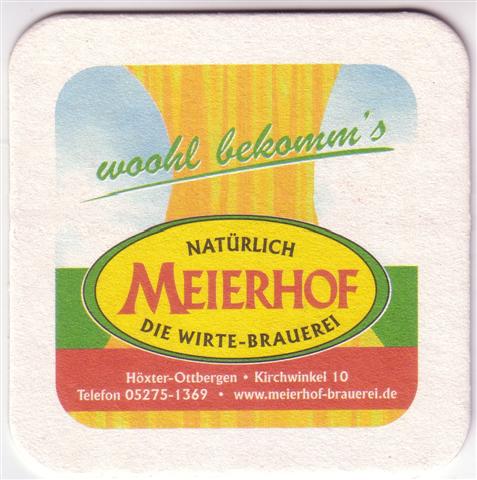 woohl bekomm's
NATÜRLICH
MEIERHOF
DIE WIRTE-BRAUEREI
Höxter-Ottbergen • Kirchwinkel 10
Telefon 05275-1369 • www.meierhof-brauerei.de